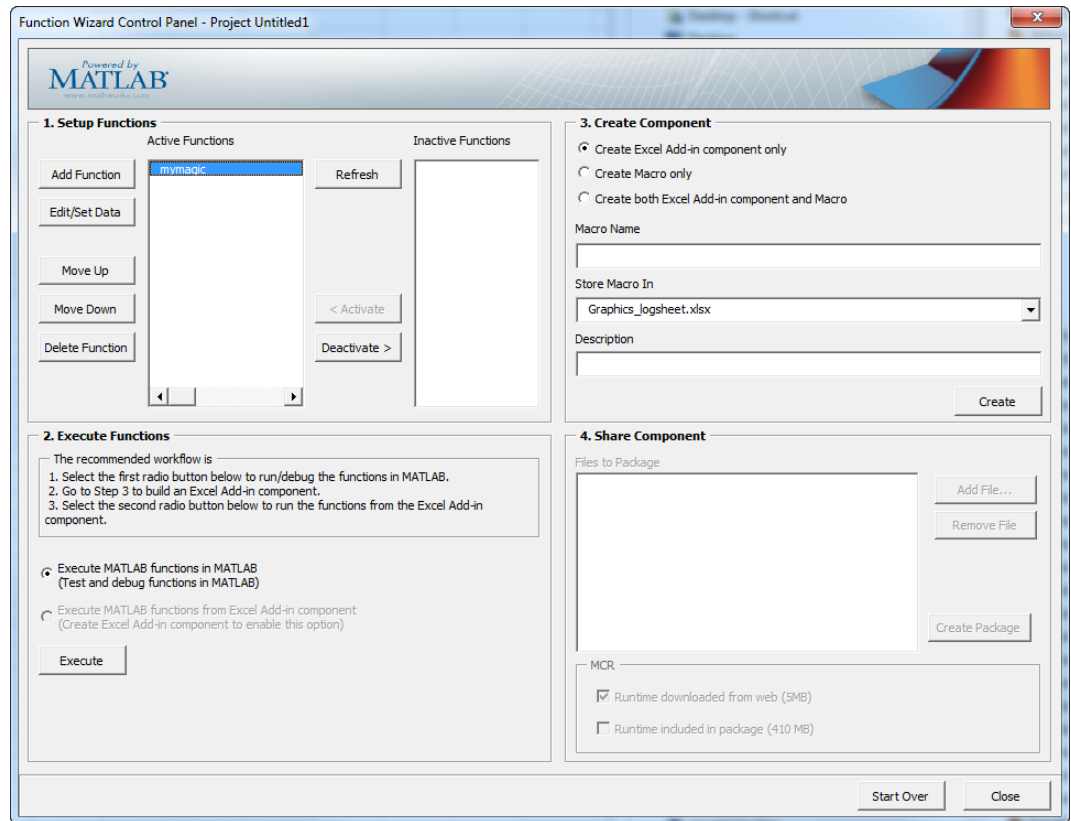 Function Wizard Control Panel - Project Untitled1
Powered by
MATLAB
www.mathworks.com
1. Setup Functions
Active Functions
Inactive Functions
Add Function
mymagic
Refresh
Edit/Set Data
Move Up
Move Down
< Activate
Delete Function
Deactivate >
2. Execute Functions
The recommended workflow is
1. Select the first radio button below to run/debug the functions in MATLAB.
2. Go to Step 3 to build an Excel Add-in component.
3. Select the second radio button below to run the functions from the Excel Add-in
component.
Execute MATLAB functions in MATLAB
(Test and debug functions in MATLAB)
Execute MATLAB functions from Excel Add-in component
(Create Excel Add-in component to enable this option)
Execute
3. Create Component
Create Excel Add-in component only
Create Macro only
Create both Excel Add-in component and Macro
Macro Name
Store Macro In
Graphics_logsheet.xlsx
Description
Create
4. Share Component
Files to Package
Add File...
Remove File
Create Package
MCR
Runtime downloaded from web (5MB)
Runtime included in package (410 MB)
Start Over
Close